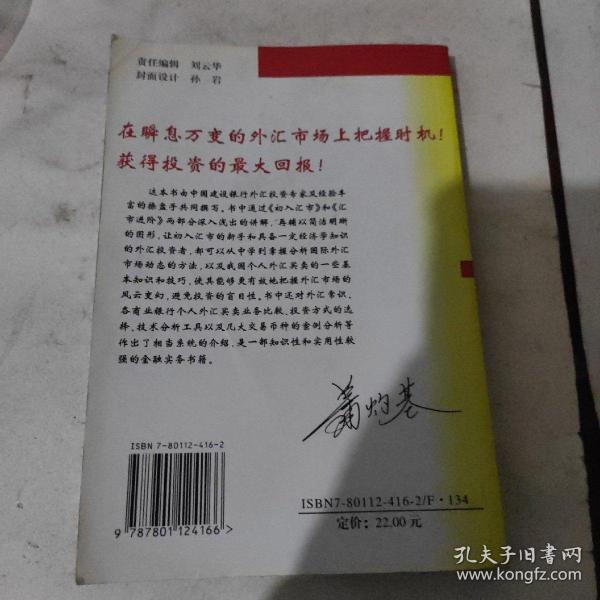 责任编辑 刘云华
封面设计 孙岩
在瞬息万变的外汇市场上把握时机！
获得投资的最大回报！
这本书由中国建设银行外汇投资专家及经验丰
富的操盘手共同撰写。书中通过《初入汇市》和《汇
市进阶》两部分深入浅出的讲解，再辅以简洁明晰
的图形，让初入汇市的新手和具备一定经济学知识
的外汇投资者，都可以从中学到掌握分析国际外汇
市场动态的方法，以及我国个人外汇买卖的一些基
本知识和技巧，使其能够更有效地把握外汇市场的
风云变幻，避免投资的盲目性。书中还对外汇常识、
各商业银行个人外汇买卖业务比较、投资方式的选
择、技术分析工具以及几大交易币种的案例分析等
作出了相当系统的介绍，是一部知识性和实用性较
强的金融实务书籍。
萧灼基
ISBN 7-80112-416-2
9 787801 124166 >
ISBN7-80112-416-2/F·134
定价：22.00元
孔夫子旧书网
www.kongfz.com